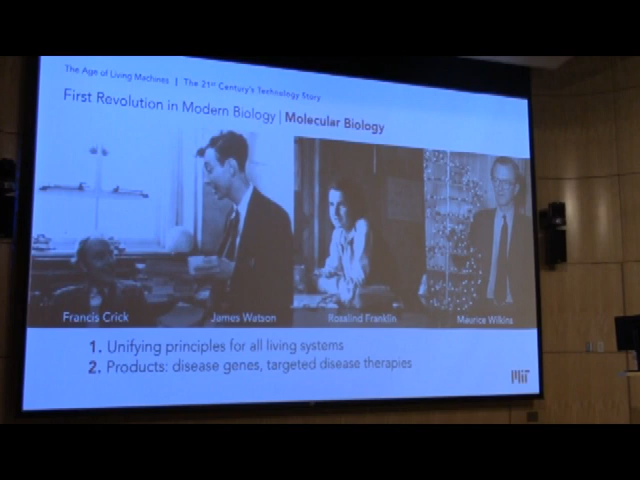 The Age of Living Machines | The 21st Century's Technology Story
First Revolution in Modern Biology | Molecular Biology
Francis Crick James Watson Rosalind Franklin Maurice Wilkins
1. Unifying principles for all living systems
2. Products: disease genes, targeted disease therapies
MIT